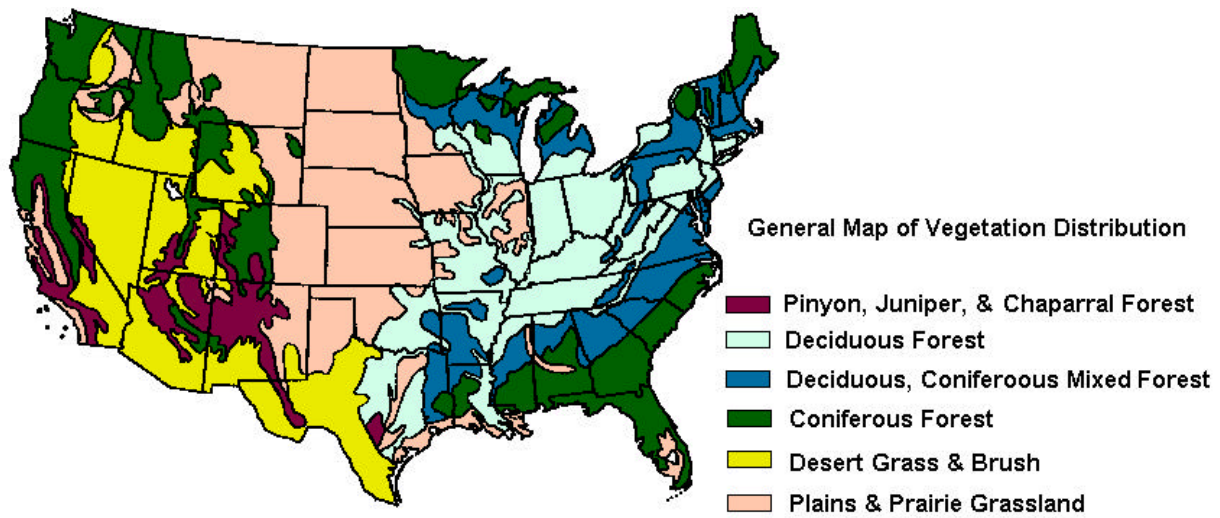 General Map of Vegetation Distribution
Pinyon, Juniper, & Chaparral Forest
Deciduous Forest
Deciduous, Coniferoous Mixed Forest
Coniferous Forest
Desert Grass & Brush
Plains & Prairie Grassland